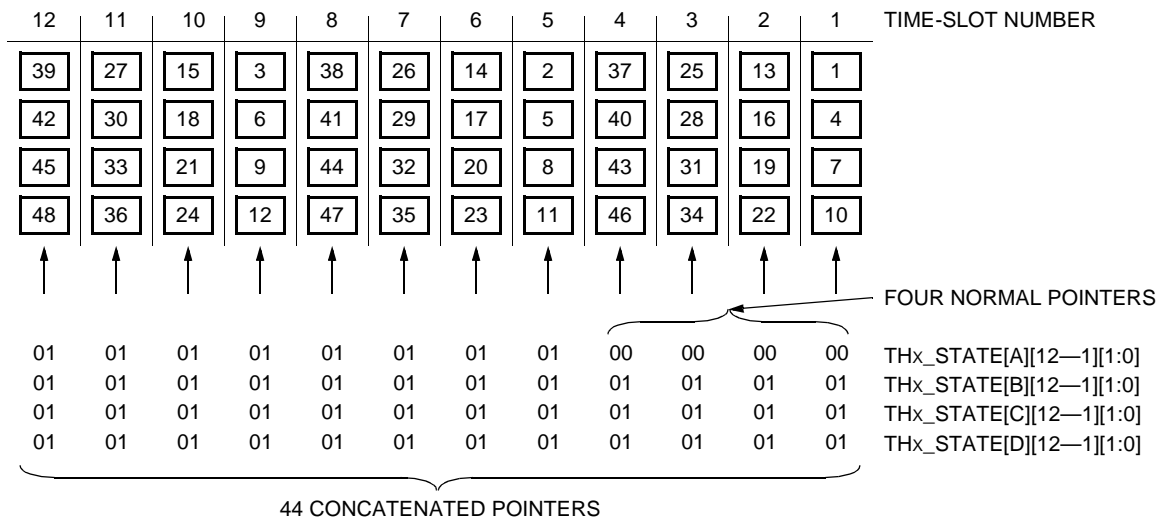 12 11 10 9 8 7 6 5 4 3 2 1 TIME-SLOT NUMBER
39 27 15 3 38 26 14 2 37 25 13 1
42 30 18 6 41 29 17 5 40 28 16 4
45 33 21 9 44 32 20 8 43 31 19 7
48 36 24 12 47 35 23 11 46 34 22 10
FOUR NORMAL POINTERS
01 01 01 01 01 01 01 01 00 00 00 00 THX_STATE[A][12—1][1:0]
01 01 01 01 01 01 01 01 01 01 01 01 THX_STATE[B][12—1][1:0]
01 01 01 01 01 01 01 01 01 01 01 01 THX_STATE[C][12—1][1:0]
01 01 01 01 01 01 01 01 01 01 01 01 THX_STATE[D][12—1][1:0]
44 CONCATENATED POINTERS